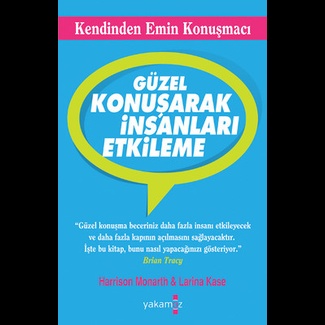 Kendinden Emin Konuşmacı
GÜZEL
KONUŞARAK
İNSANLARI
ETKİLEME
“Güzel konuşma beceriniz daha fazla insanı etkileyecek
ve daha fazla kapının açılmasını sağlayacaktır.
İşte bu kitap, bunu nasıl yapacağınızı gösteriyor.”
Brian Tracy
Harrison Monarth & Larina Kase
yakamoz